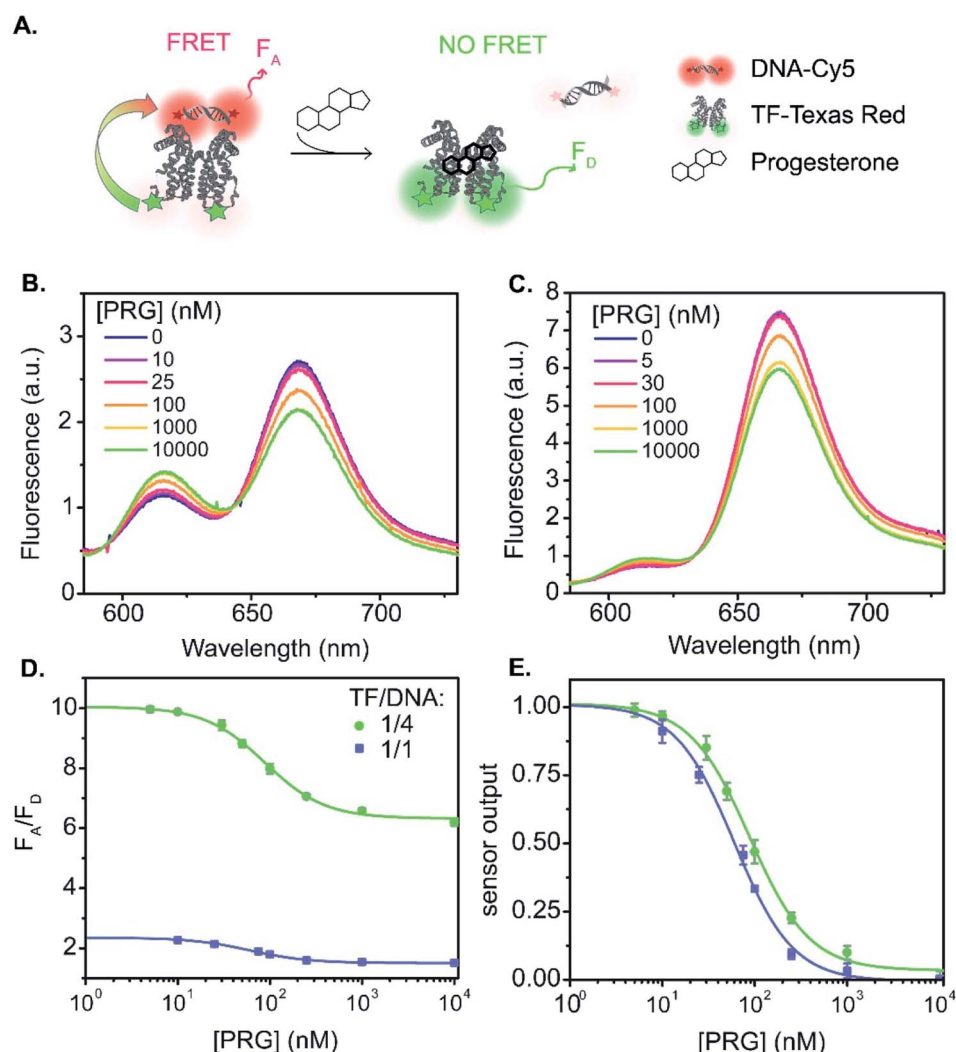 A.
FRET
F_A
NO FRET
F_D
DNA-Cy5
TF-Texas Red
Progesterone
B.
[PRG] (nM)
0
10
25
100
1000
10000
Fluorescence (a.u.)
3
2
1
0
600 650 700
Wavelength (nm)
C.
[PRG] (nM)
0
5
30
100
1000
10000
Fluorescence (a.u.)
8
7
6
5
4
3
2
1
0
600 650 700
Wavelength (nm)
D.
TF/DNA:
1/4
1/1
F_A/F_D
10
8
6
4
2
10^0 10^1 10^2 10^3 10^4
[PRG] (nM)
E.
sensor output
1.00
0.75
0.50
0.25
0.00
10^0 10^1 10^2 10^3 10^4
[PRG] (nM)